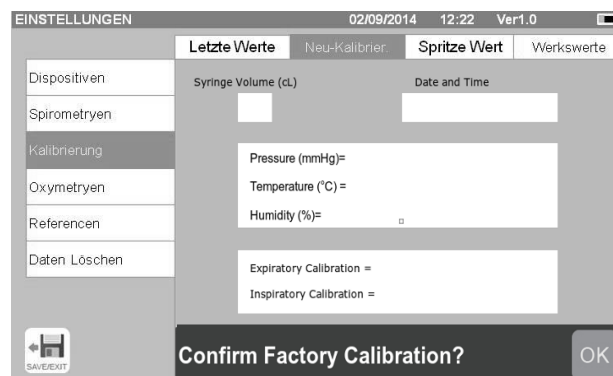 EINSTELLUNGEN 02/09/2014 12:22 Ver1.0
Letzte Werte Neu-Kalibrier. Spritze Wert Werkswerte
Dispositiven
Spirometryen
Kalibrierung
Oxymetryen
Referencen
Daten Löschen
Syringe Volume (cL) Date and Time
Pressure (mmHg)=
Temperature (°C) =
Humidity (%)=
Expiratory Calibration =
Inspiratory Calibration =
SAVE/EXIT
Confirm Factory Calibration?
OK